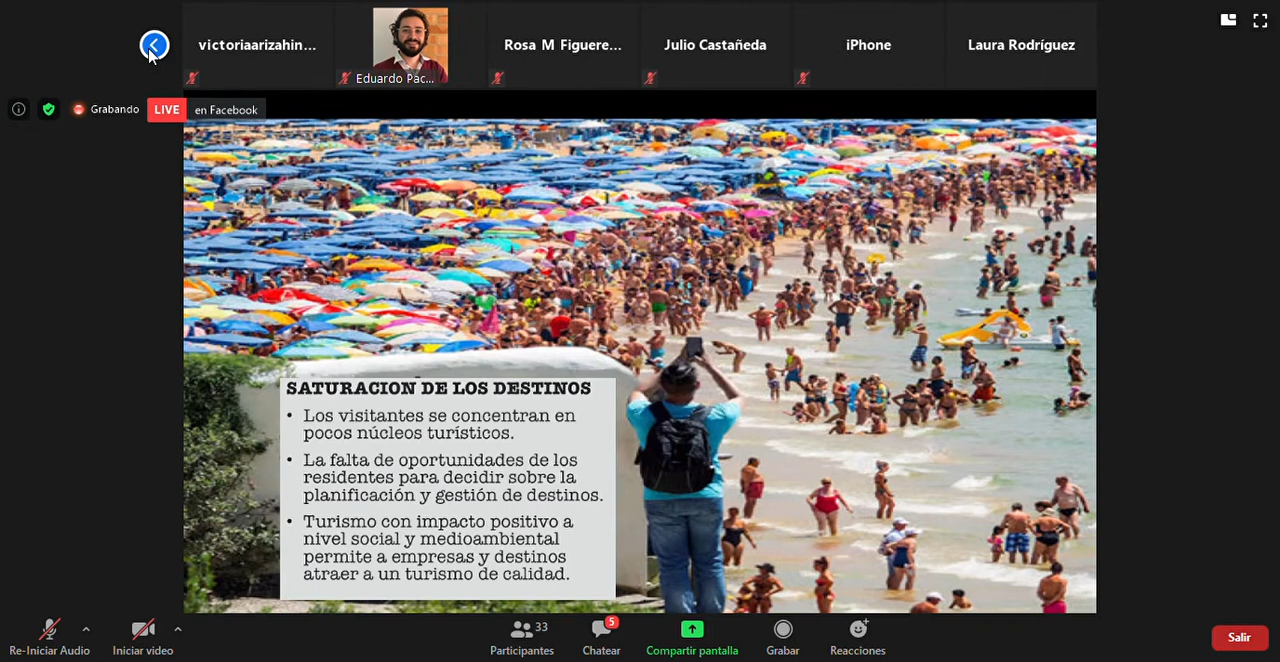 victoriaarizahin...
Eduardo Pac...
Rosa M Figuere...
Julio Castañeda
iPhone
Laura Rodríguez
Grabando
LIVE
en Facebook
SATURACION DE LOS DESTINOS
• Los visitantes se concentran en
pocos núcleos turísticos.
• La falta de oportunidades de los
residentes para decidir sobre la
planificación y gestión de destinos.
• Turismo con impacto positivo a
nivel social y medioambiental
permite a empresas y destinos
atraer a un turismo de calidad.
Re-Iniciar Audio
Iniciar video
33
Participantes
5
Chatear
Compartir pantalla
Grabar
Reacciones
Salir